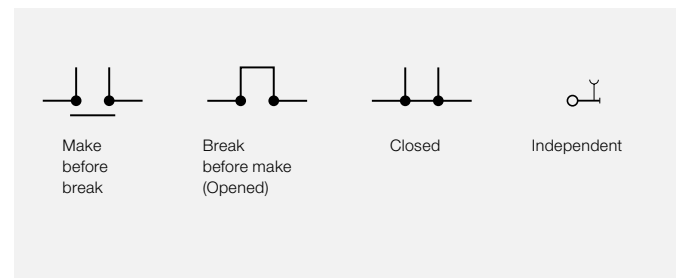 Make
before
break
Break
before make
(Opened)
Closed
Independent